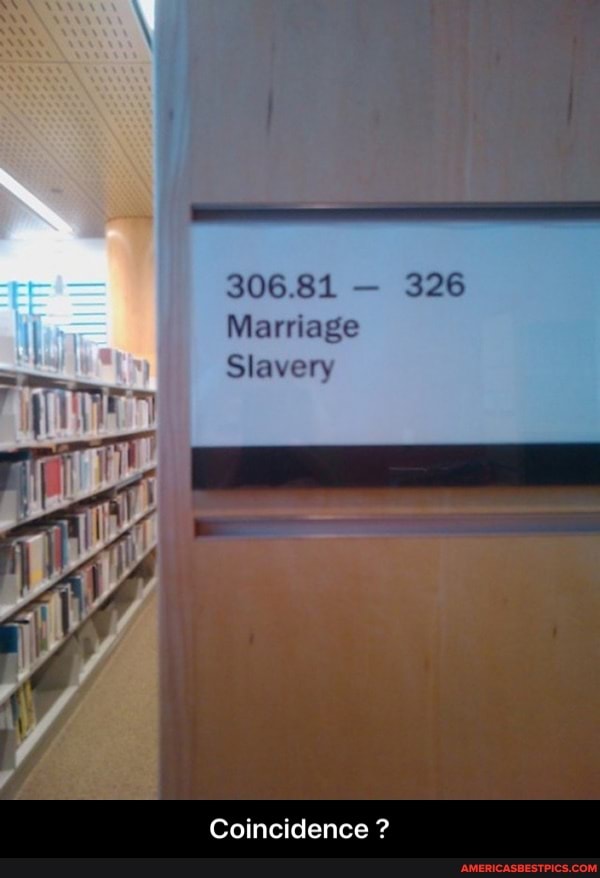 306.81 — 326
Marriage
Slavery
Coincidence ?
AMERICASBESTPICS.COM